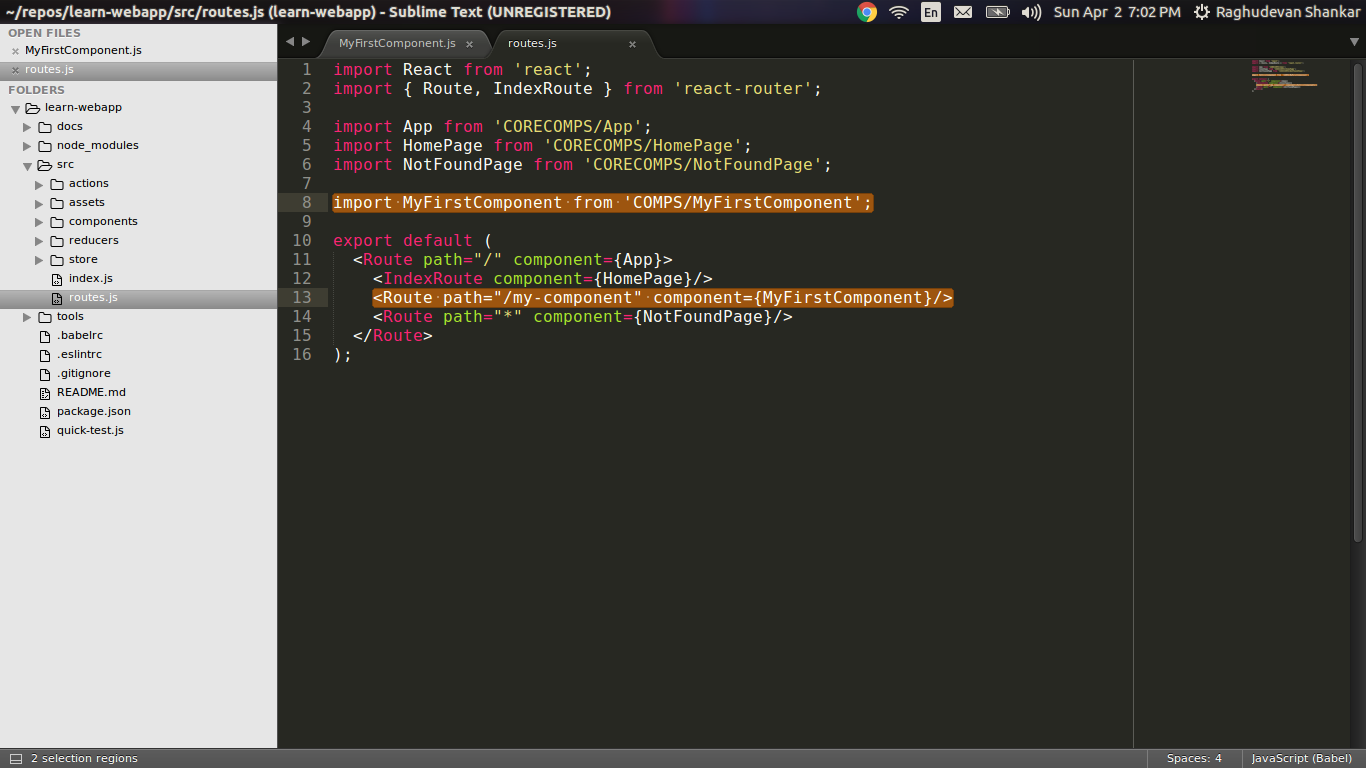 ~/repos/learn-webapp/src/routes.js (learn-webapp) - Sublime Text (UNREGISTERED)
En
Sun Apr 2 7:02 PM
Raghudevan Shankar
OPEN FILES
MyFirstComponent.js
routes.js
FOLDERS
learn-webapp
docs
node_modules
src
actions
assets
components
reducers
store
index.js
routes.js
tools
.babelrc
.eslintrc
.gitignore
README.md
package.json
quick-test.js
MyFirstComponent.js
routes.js
1 import React from 'react';
2 import { Route, IndexRoute } from 'react-router';
3
4 import App from 'CORECOMPS/App';
5 import HomePage from 'CORECOMPS/HomePage';
6 import NotFoundPage from 'CORECOMPS/NotFoundPage';
7
8 import MyFirstComponent from 'COMPS/MyFirstComponent';
9
10 export default (
11   <Route path="/" component={App}>
12     <IndexRoute component={HomePage}/>
13     <Route path="/my-component" component={MyFirstComponent}/>
14     <Route path="*" component={NotFoundPage}/>
15   </Route>
16 );
2 selection regions
Spaces: 4
JavaScript (Babel)